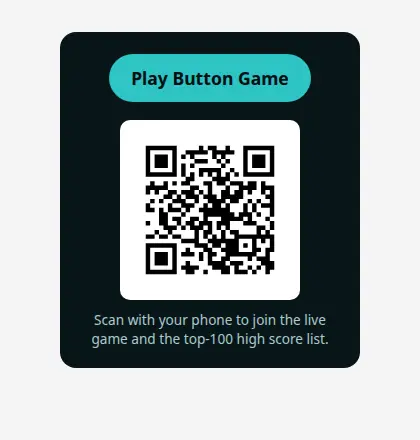 Play Button Game
Scan with your phone to join the live
game and the top-100 high score list.